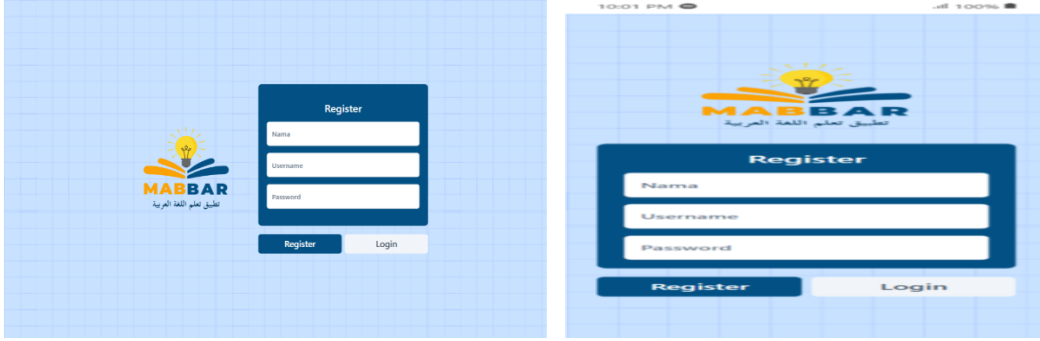 MABBAR
تطبيق تعلم اللغة العربية
Register
Nama
Username
Password
Register
Login
10:01 PM
100%
MABBAR
تطبيق تعلم اللغة العربية
Register
Nama
Username
Password
Register
Login